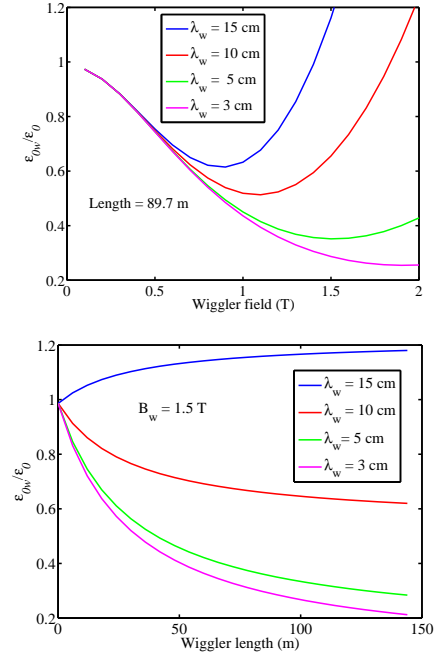 1.2
1
0.8
0.6
0.4
0.2
ε0w/ε0
λw = 15 cm
λw = 10 cm
λw = 5 cm
λw = 3 cm
Length = 89.7 m
0 0.5 1 1.5 2
Wiggler field (T)
1.2
1
0.8
0.6
0.4
0.2
ε0w/ε0
Bw = 1.5 T
λw = 15 cm
λw = 10 cm
λw = 5 cm
λw = 3 cm
0 50 100 150
Wiggler length (m)